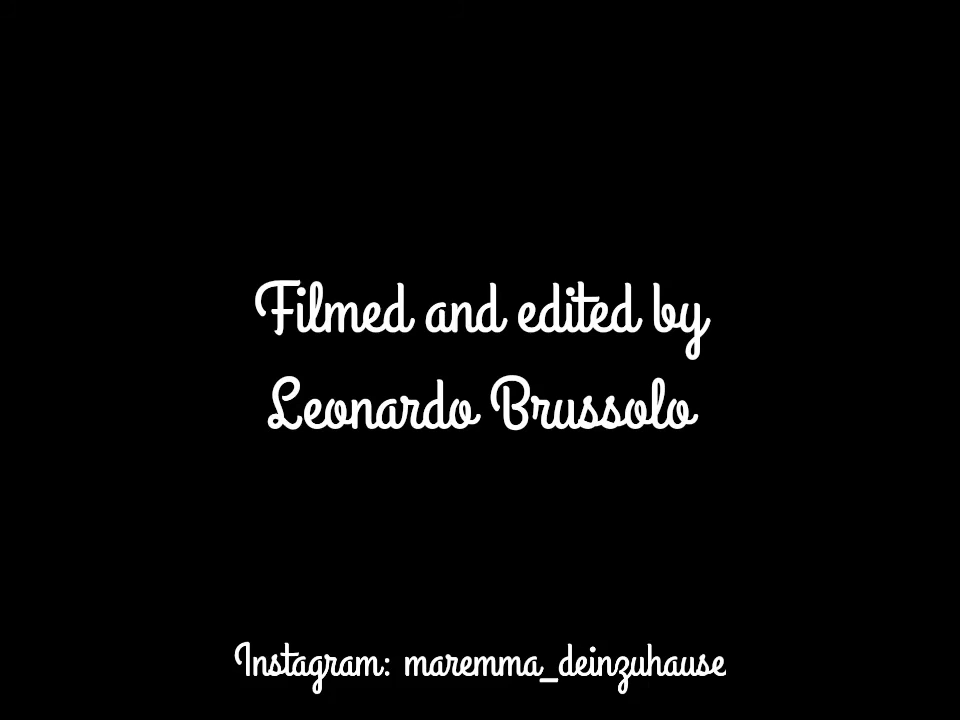 Filmed and edited by
Leonardo Brussolo
Instagram: maremma_deinzuhause